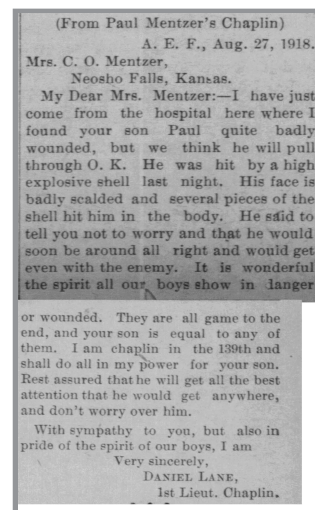 (From Paul Mentzer's Chaplin)
A. E. F., Aug. 27, 1918.
Mrs. C. O. Mentzer,
Neosho Falls, Kansas.
My Dear Mrs. Mentzer:—I have just
come from the hospital here where I
found your son Paul quite badly
wounded, but we think he will pull
through O. K. He was hit by a high
explosive shell last night. His face is
badly scalded and several pieces of the
shell hit him in the body. He said to
tell you not to worry and that he would
soon be around all right and would get
even with the enemy. It is wonderful
the spirit all our boys show in langer
or wounded. They are all game to the
end, and your son is equal to any of
them. I am chaplin in the 139th and
shall do all in my power for your son.
Rest assured that he will get all the best
attention that he would get anywhere,
and don't worry over him.
With sympathy to you, but also in
pride of the spirit of our boys, I am
Very sincerely,
DANIEL LANE,
1st Lieut. Chaplin.